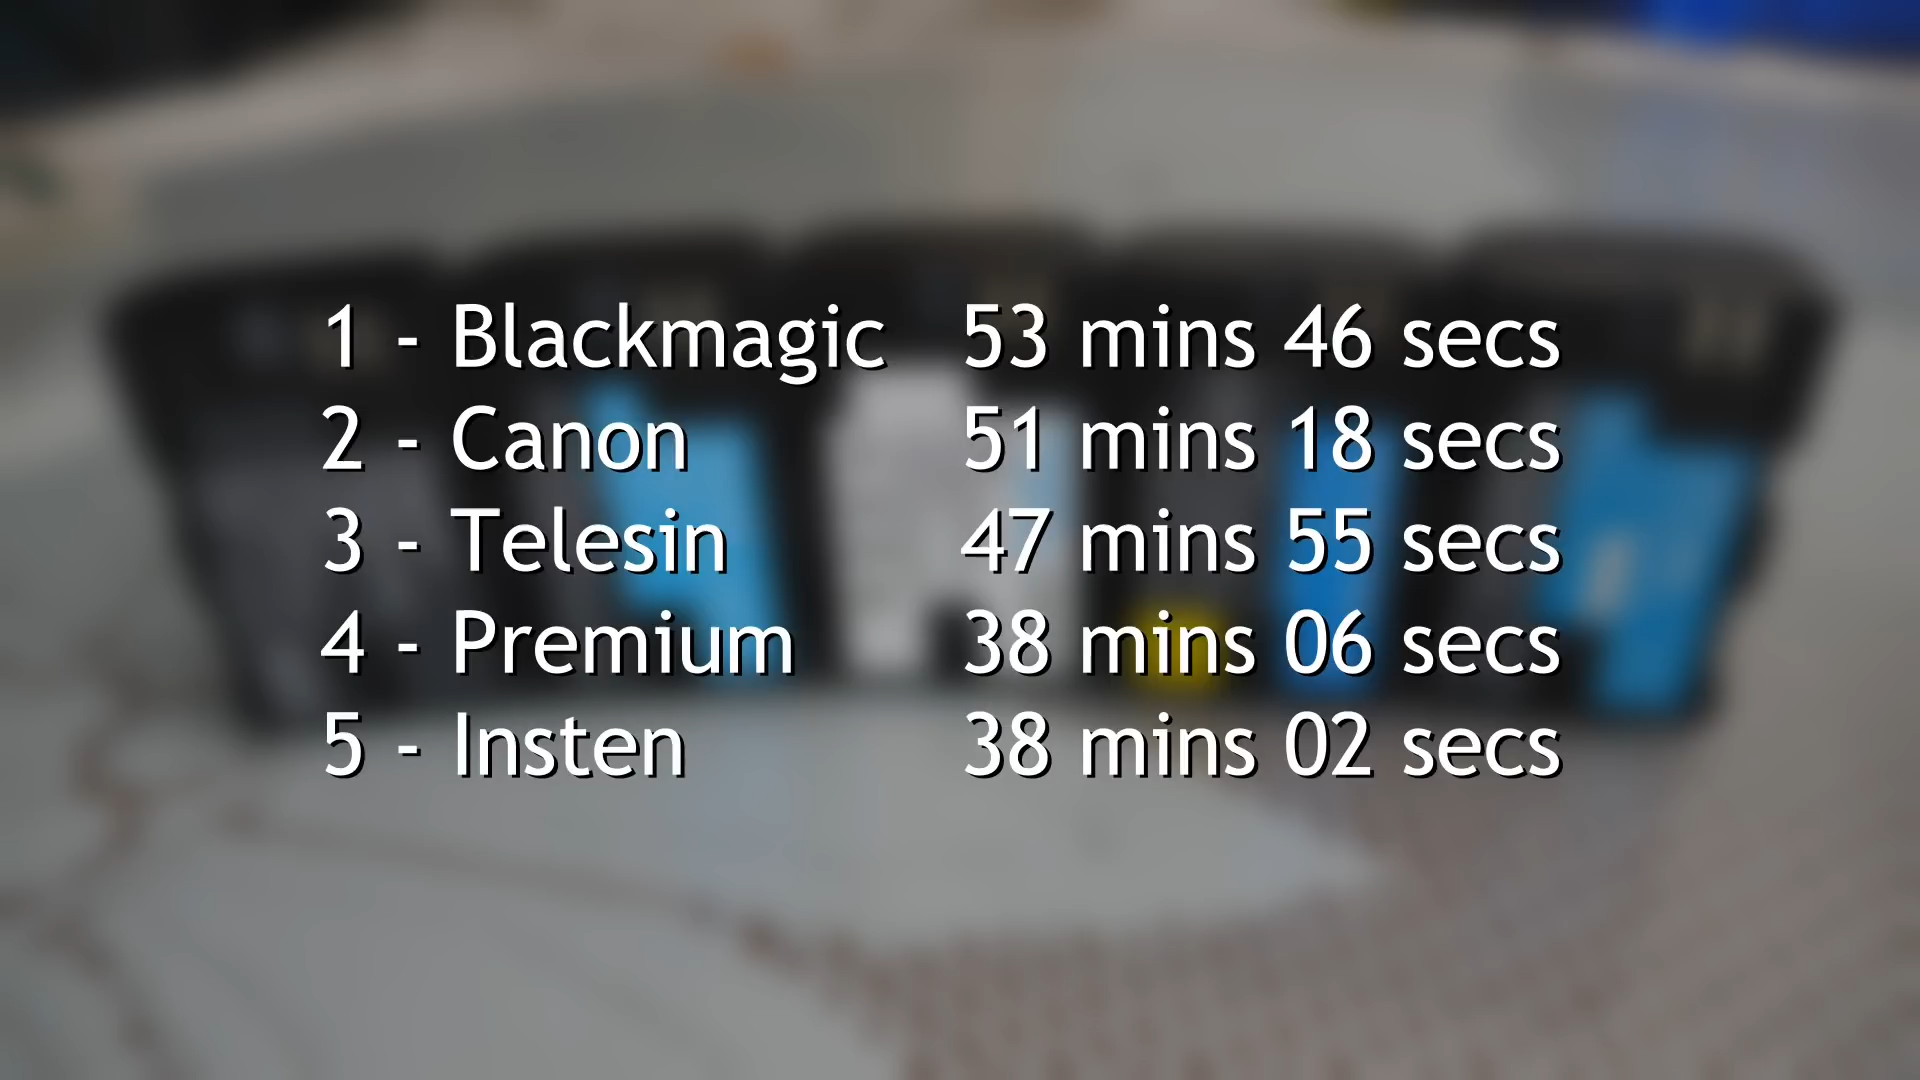 1 - Blackmagic 53 mins 46 secs
2 - Canon 51 mins 18 secs
3 - Telesin 47 mins 55 secs
4 - Premium 38 mins 06 secs
5 - Insten 38 mins 02 secs